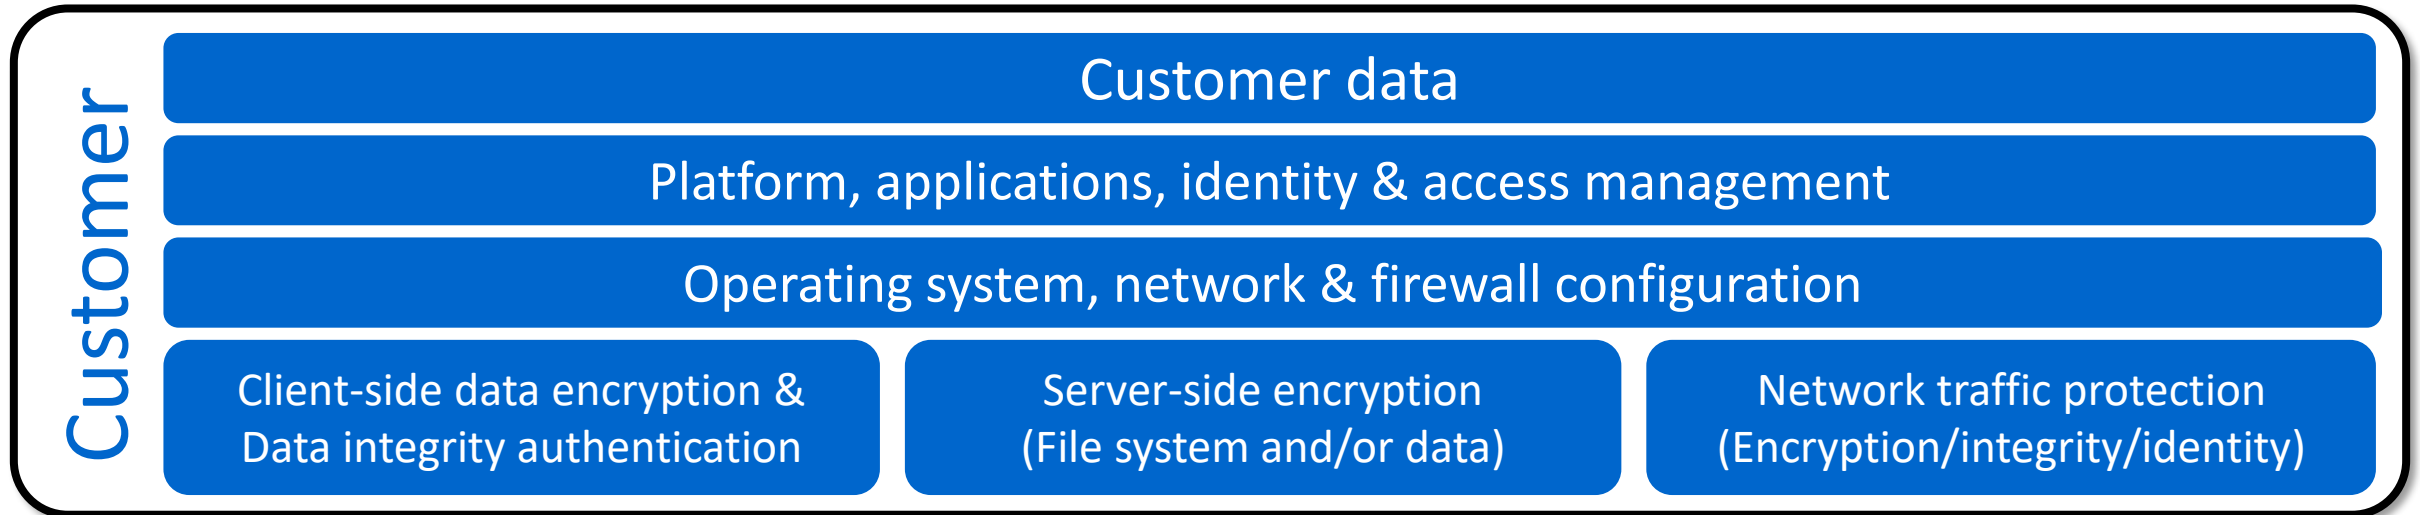 Customer
Customer data
Platform, applications, identity & access management
Operating system, network & firewall configuration
Client-side data encryption &
Data integrity authentication
Server-side encryption
(File system and/or data)
Network traffic protection
(Encryption/integrity/identity)